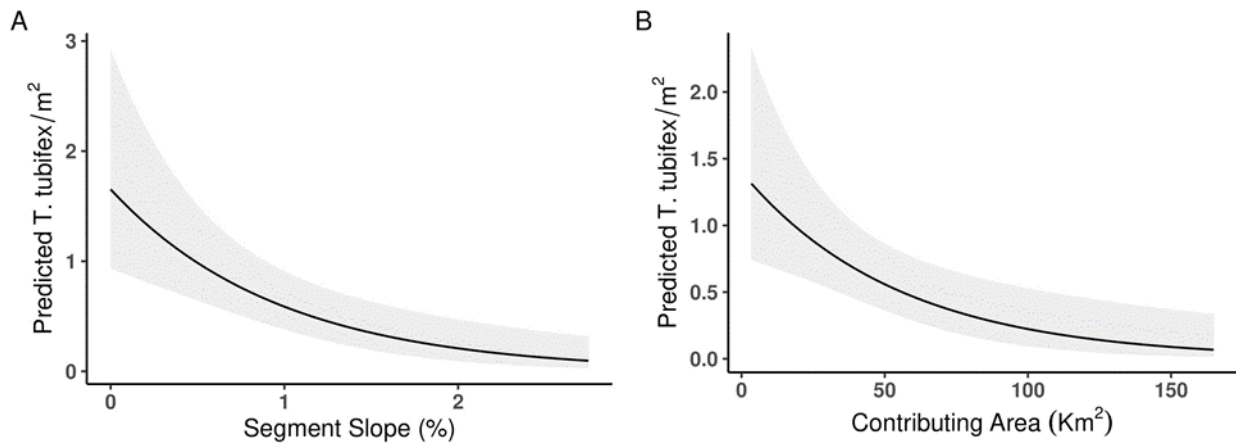 A
Predicted T. tubifex/m²
3
2
1
0
0 1 2
Segment Slope (%)
B
Predicted T. tubifex/m²
2.0
1.5
1.0
0.5
0.0
0 50 100 150
Contributing Area (Km²)